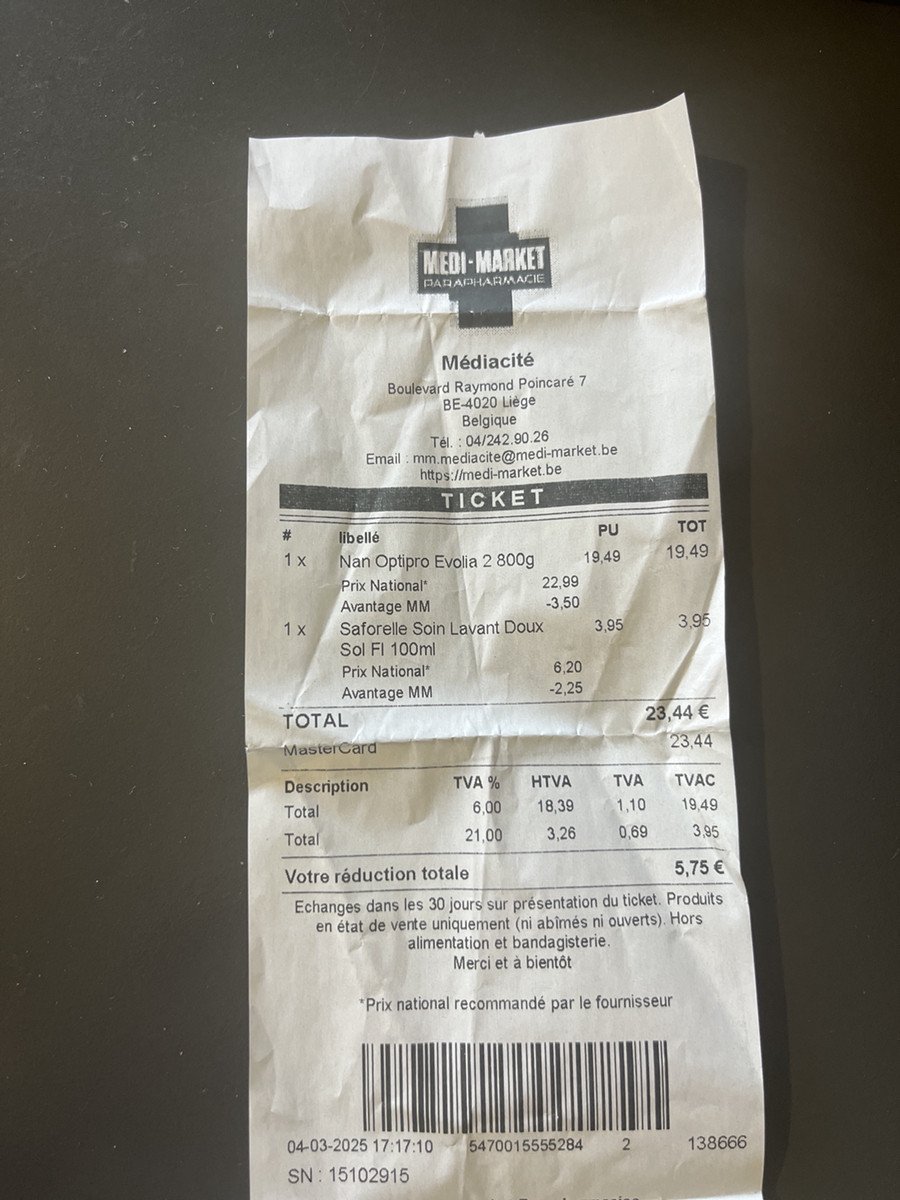 MEDI-MARKET
PARAPHARMACIE
Médiacité
Boulevard Raymond Poincaré 7
BE-4020 Liège
Belgique
Tél. : 04/242.90.26
Email : mm.mediacite@medi-market.be
https://medi-market.be
TICKET
# libellé PU TOT
1 x Nan Optipro Evolia 2 800g 19,49 19,49
Prix National* 22,99
Avantage MM -3,50
1 x Saforelle Soin Lavant Doux 3,95 3,95
Sol Fl 100ml
Prix National* 6,20
Avantage MM -2,25
TOTAL 23,44 €
MasterCard 23,44
Description TVA % HTVA TVA TVAC
Total 6,00 18,39 1,10 19,49
Total 21,00 3,26 0,69 3,95
Votre réduction totale 5,75 €
Echanges dans les 30 jours sur présentation du ticket. Produits
en état de vente uniquement (ni abîmés ni ouverts). Hors
alimentation et bandagisterie.
Merci et à bientôt
*Prix national recommandé par le fournisseur
04-03-2025 17:17:10 5470015555284 2 138666
SN : 15102915